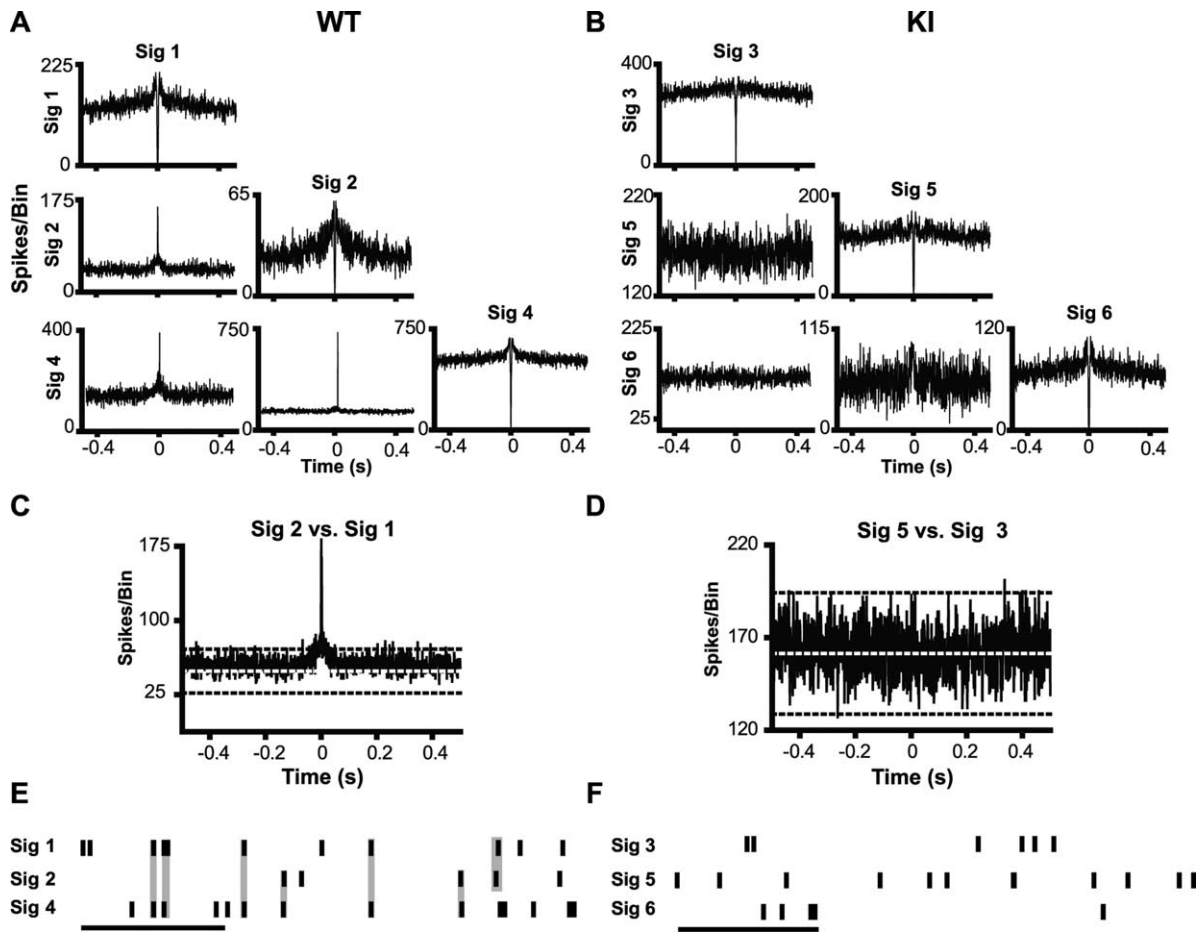 A
WT
B
KI
Sig 1
Sig 3
225
Sig 1
0
400
Sig 3
0
Spikes/Bin
Sig 2
Sig 5
175
Sig 2
0
65
0
220
Sig 5
120
200
0
Sig 4
Sig 6
400
Sig 4
0
750
0
750
0
225
Sig 6
25
115
0
120
0
-0.4 0 0.4
-0.4 0 0.4
-0.4 0 0.4
-0.4 0 0.4
-0.4 0 0.4
-0.4 0 0.4
Time (s)
Time (s)
C
Sig 2 vs. Sig 1
175
100
25
Spikes/Bin
-0.4 -0.2 0 0.2 0.4
Time (s)
D
Sig 5 vs. Sig 3
220
170
120
Spikes/Bin
-0.4 -0.2 0 0.2 0.4
Time (s)
E
Sig 1
Sig 2
Sig 4
F
Sig 3
Sig 5
Sig 6